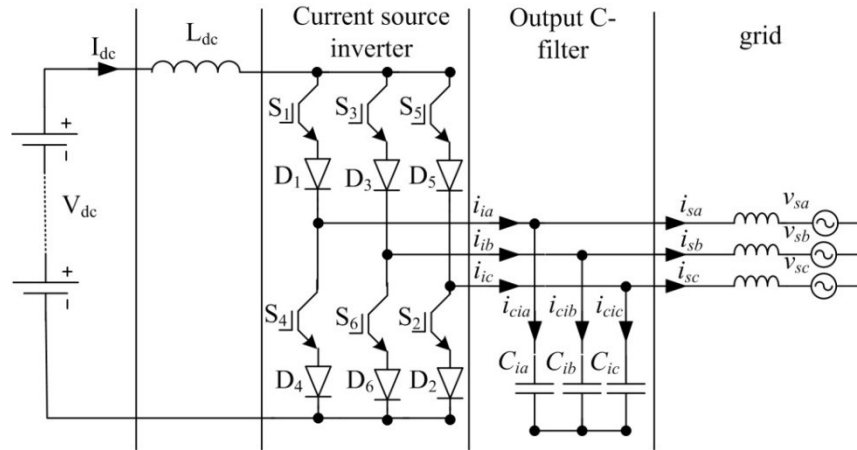 Current source inverter
Output C-filter
grid
I_dc
L_dc
S_1
S_3
S_5
D_1
D_3
D_5
+
−
V_dc
+
−
i_ia
i_ib
i_ic
i_sa
i_sb
i_sc
v_sa
v_sb
v_sc
S_4
S_6
S_2
i_cia
i_cib
i_cic
D_4
D_6
D_2
C_ia
C_ib
C_ic